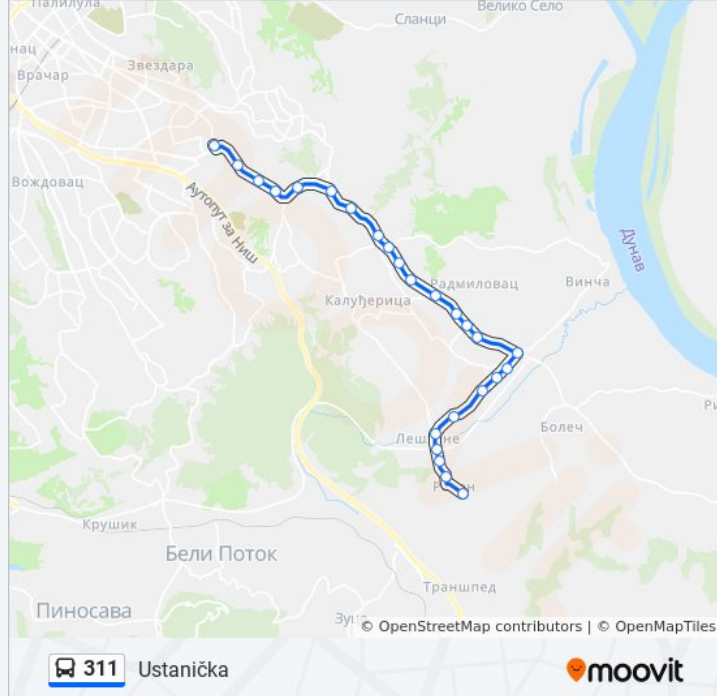 Палилула
Сланци
Велико Село
нац
Врачар
Звездара
Вождовац
Аутопут за Ниш
Дунав
Радмиловац
Винча
Калуђерица
Ри
Болеч
Крушик
Бели Поток
Траншпед
Пиносава
© OpenStreetMap contributors | © OpenMapTiles
311 Ustanička
moovit